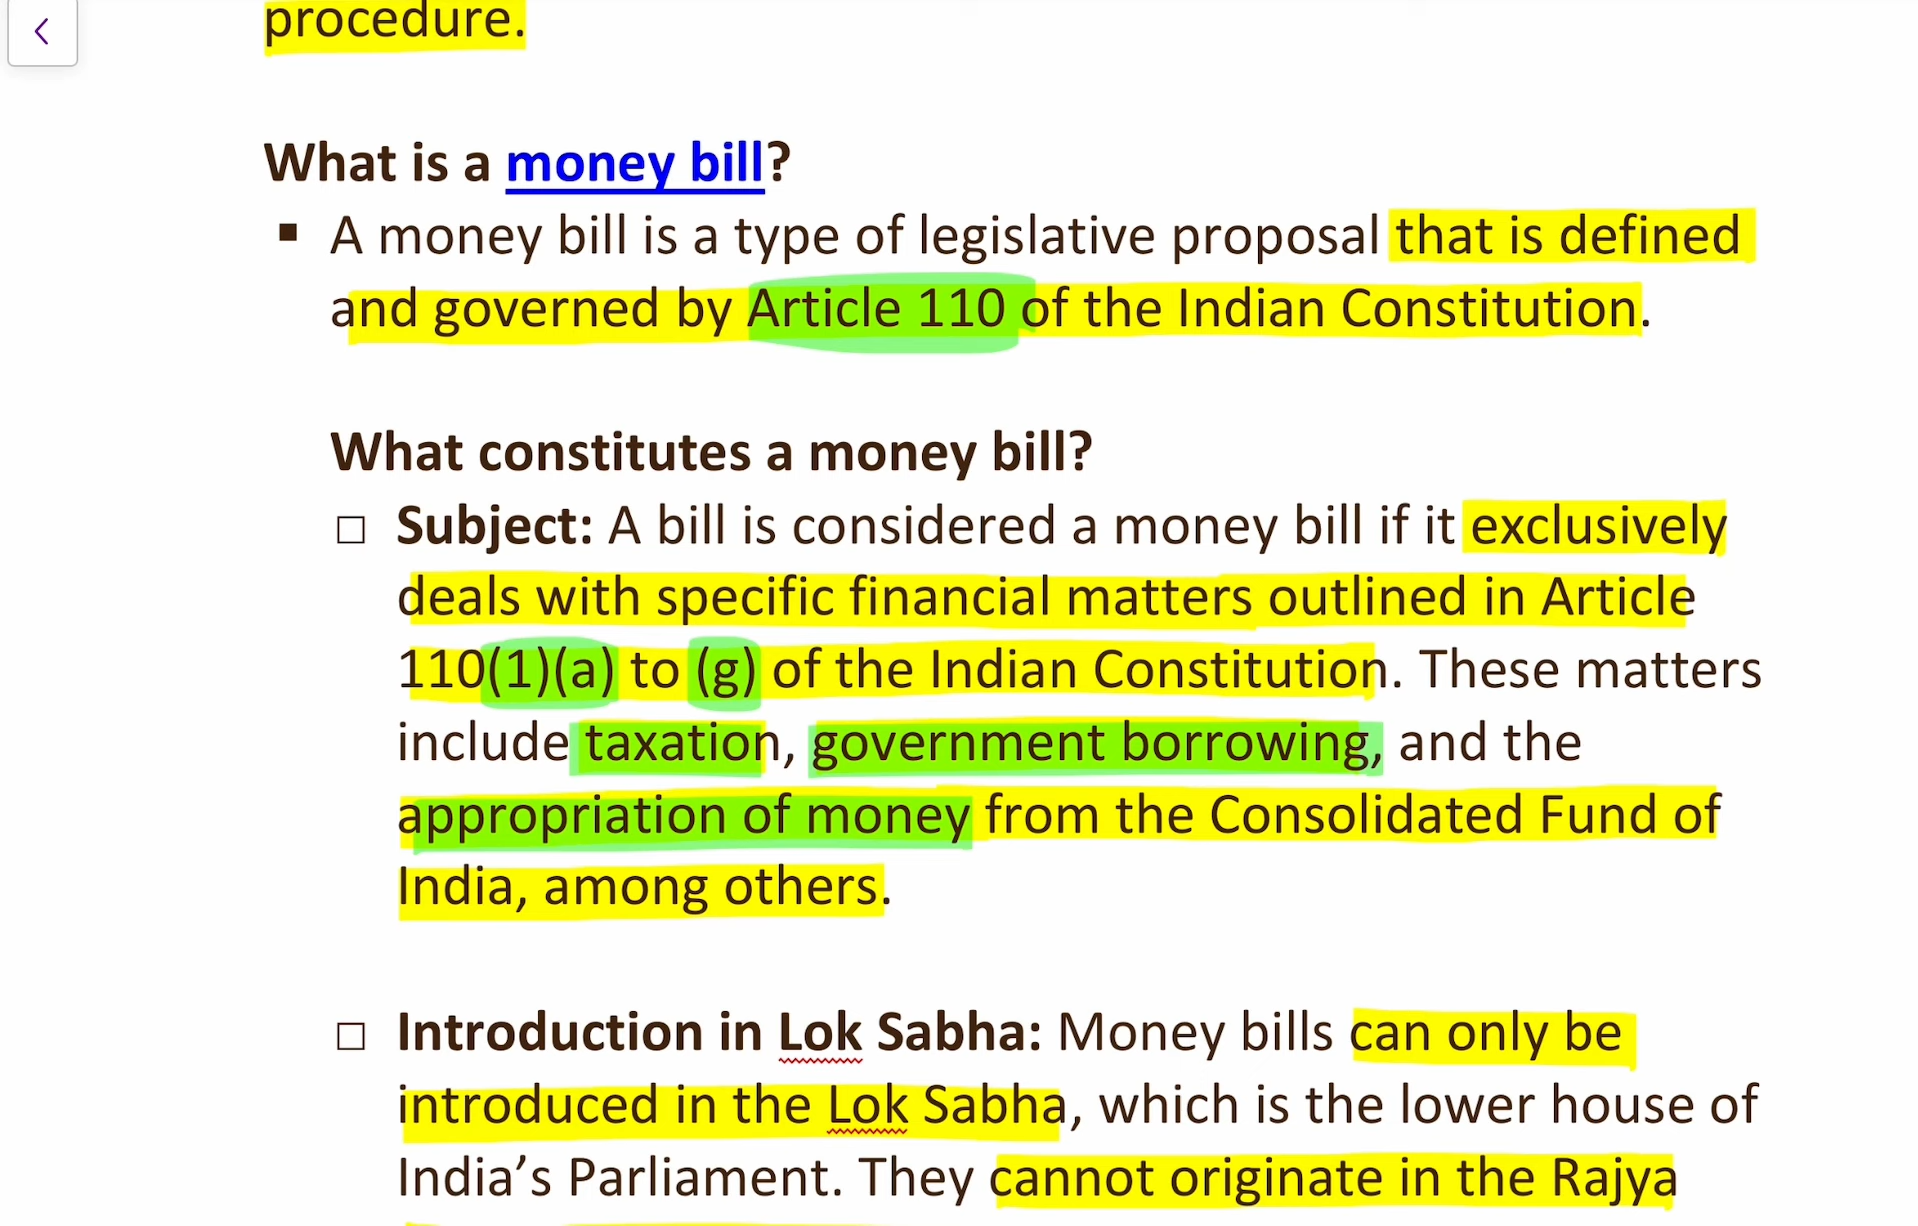 procedure.
What is a money bill?
▪ A money bill is a type of legislative proposal that is defined
and governed by Article 110 of the Indian Constitution.
What constitutes a money bill?
□ Subject: A bill is considered a money bill if it exclusively
deals with specific financial matters outlined in Article
110(1)(a) to (g) of the Indian Constitution. These matters
include taxation, government borrowing, and the
appropriation of money from the Consolidated Fund of
India, among others.
□ Introduction in Lok Sabha: Money bills can only be
introduced in the Lok Sabha, which is the lower house of
India’s Parliament. They cannot originate in the Rajya